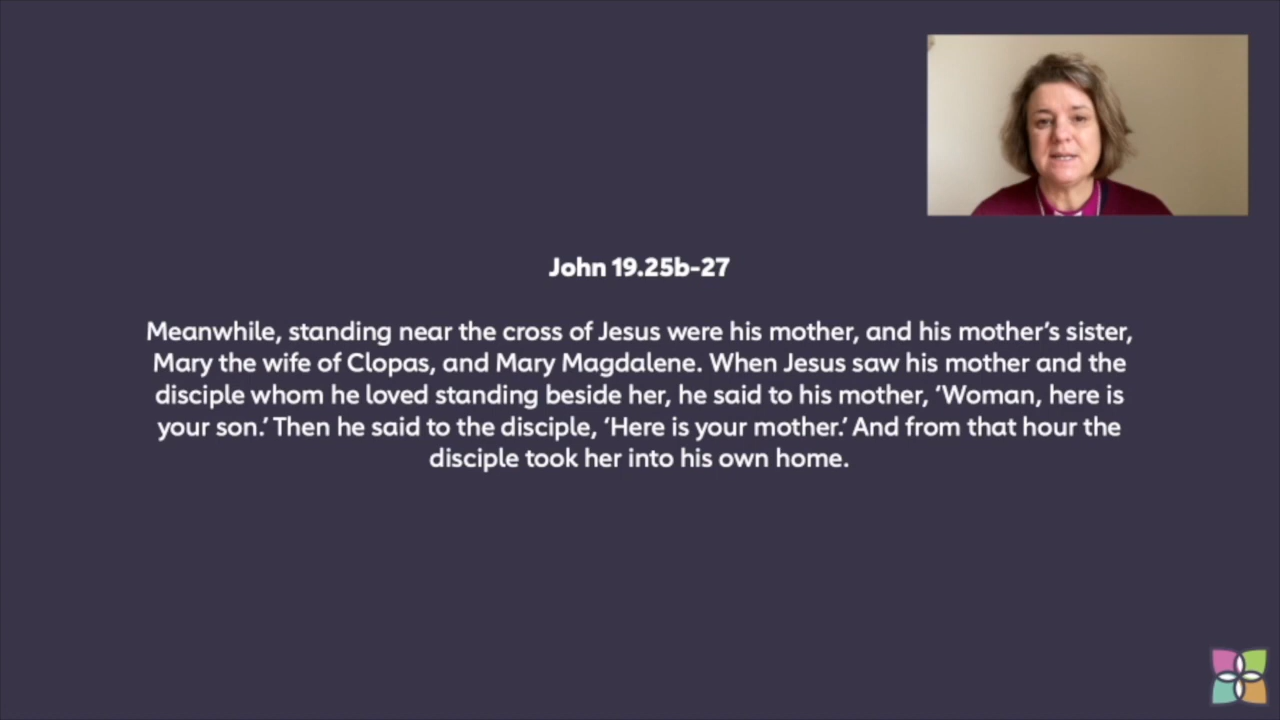 John 19.25b-27
Meanwhile, standing near the cross of Jesus were his mother, and his mother’s sister,
Mary the wife of Clopas, and Mary Magdalene. When Jesus saw his mother and the
disciple whom he loved standing beside her, he said to his mother, ‘Woman, here is
your son.’ Then he said to the disciple, ‘Here is your mother.’ And from that hour the
disciple took her into his own home.